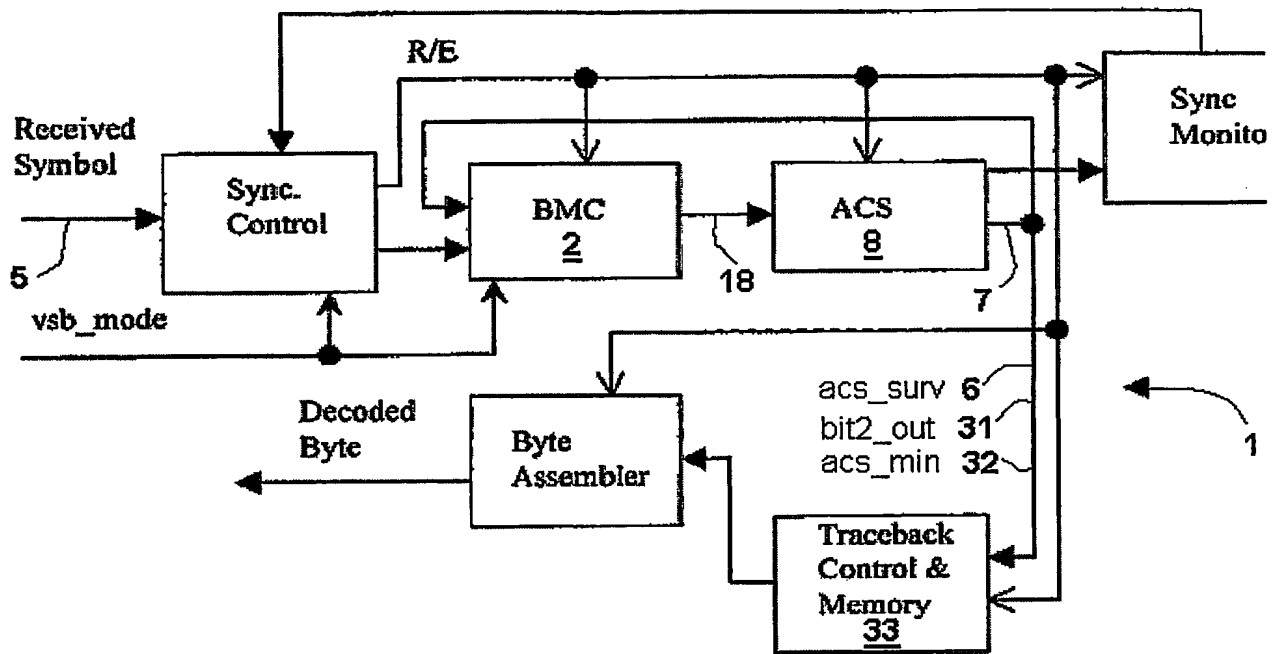 R/E
Received
Symbol
Sync.
Control
BMC
2
ACS
8
Sync
Monito
5
18
7
vsb_mode
acs_surv 6
bit2_out 31
acs_min 32
1
Decoded
Byte
Byte
Assembler
Traceback
Control &
Memory
33